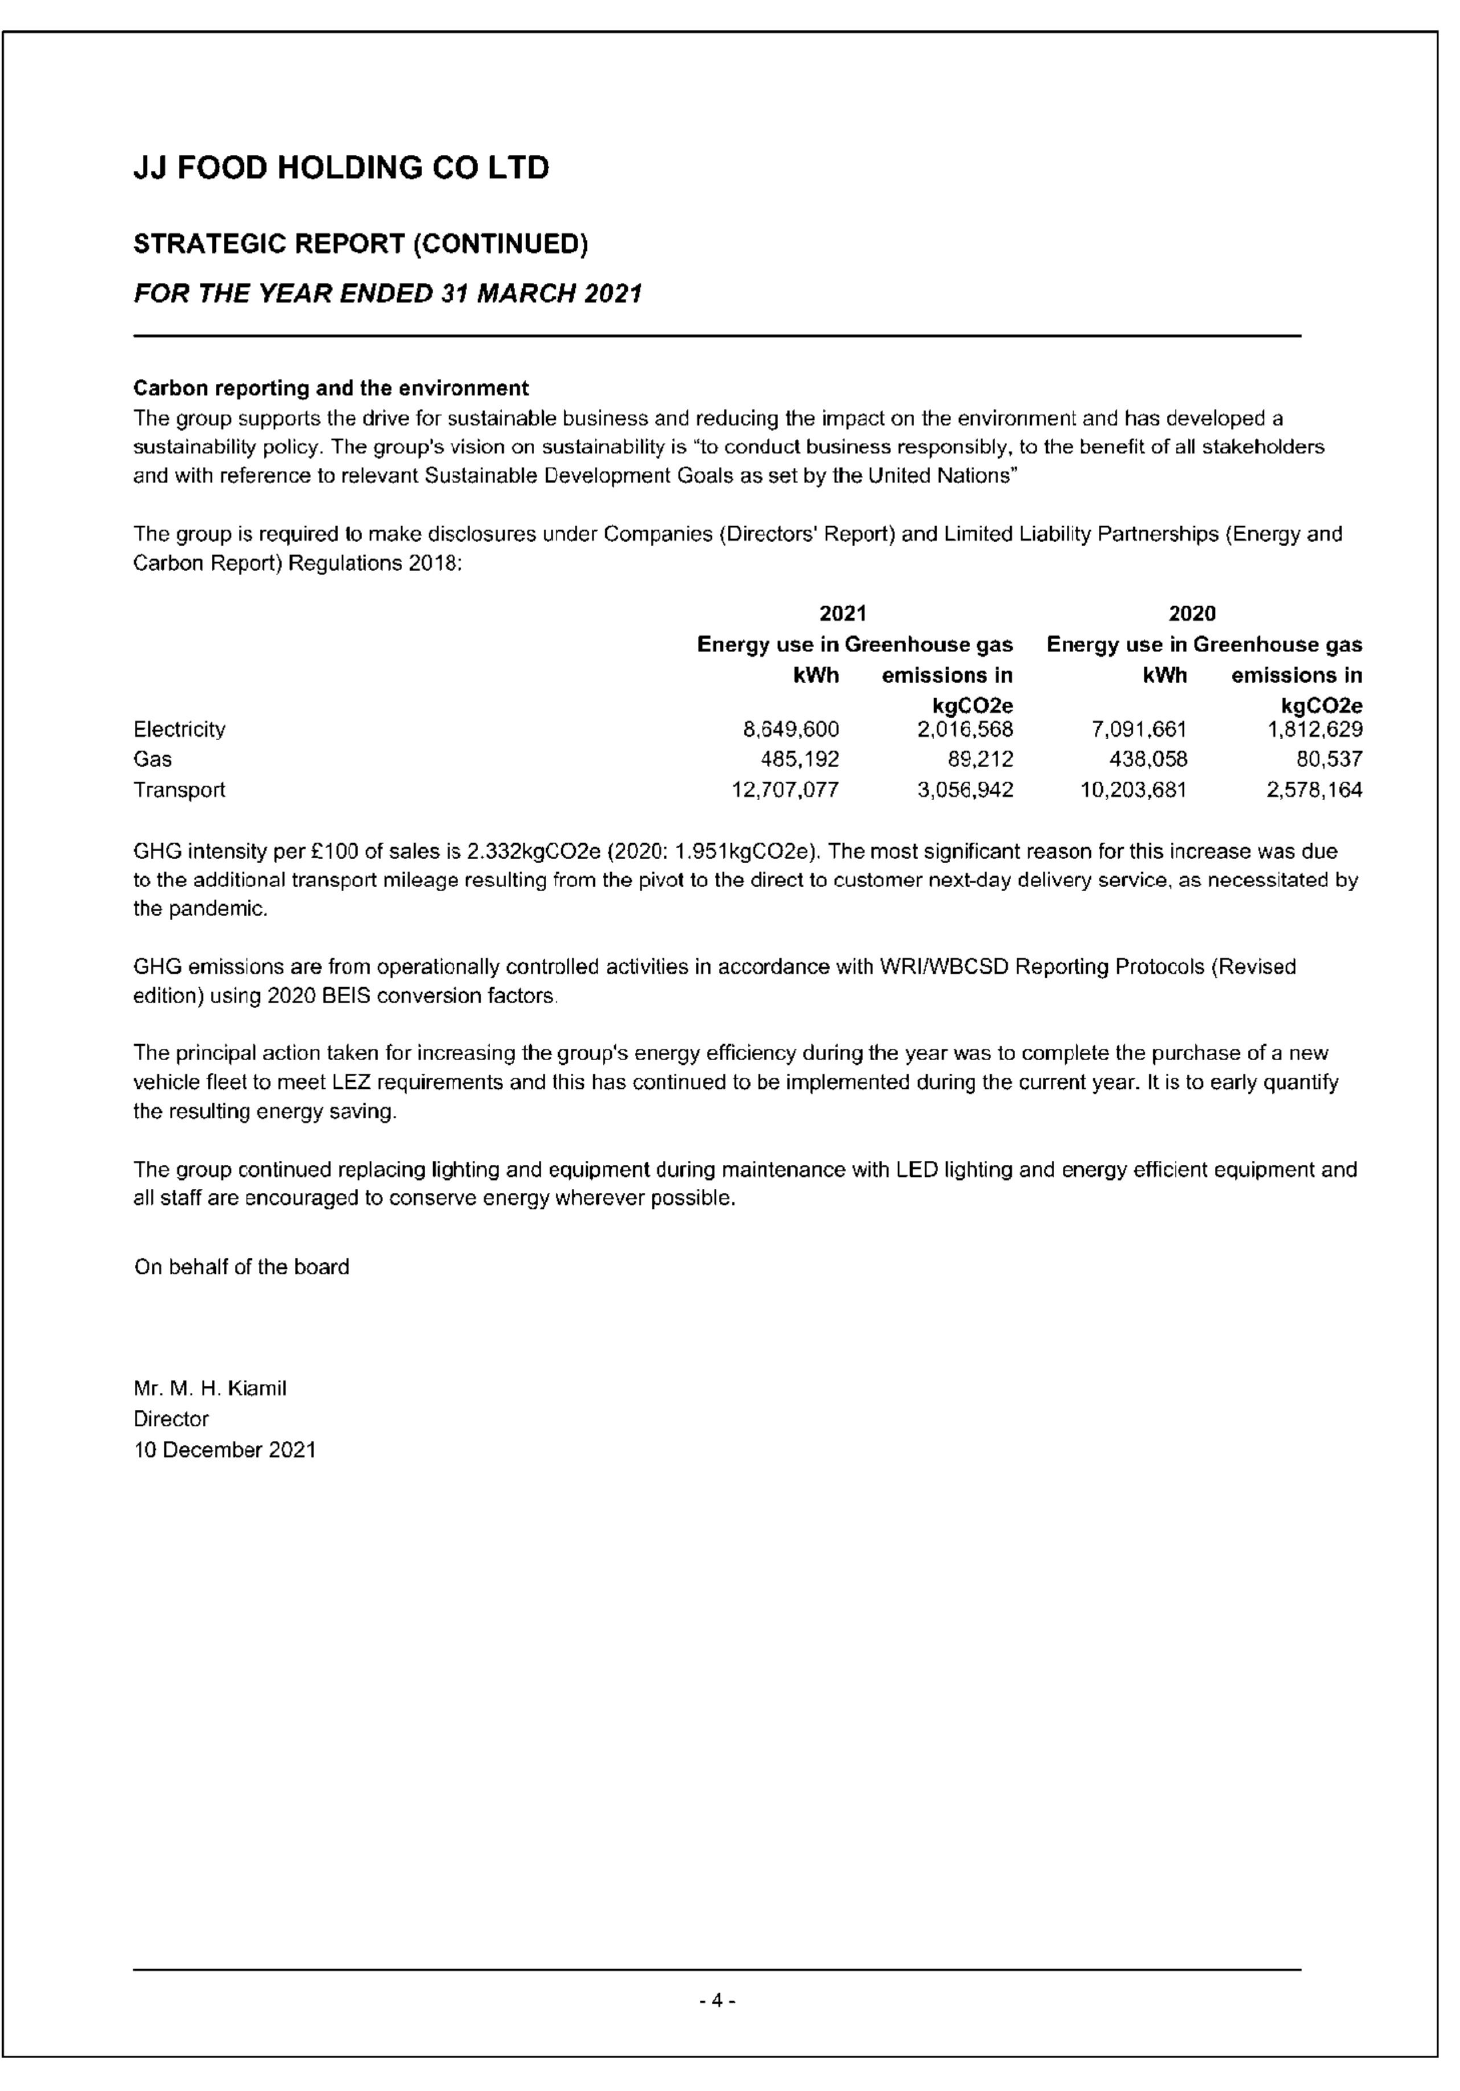 JJ FOOD HOLDING CO LTD
STRATEGIC REPORT (CONTINUED)
FOR THE YEAR ENDED 31 MARCH 2021
Carbon reporting and the environment
The group supports the drive for sustainable business and reducing the impact on the environment and has developed a
sustainability policy. The group's vision on sustainability is “to conduct business responsibly, to the benefit of all stakeholders
and with reference to relevant Sustainable Development Goals as set by the United Nations”
The group is required to make disclosures under Companies (Directors' Report) and Limited Liability Partnerships (Energy and
Carbon Report) Regulations 2018:
2021 2020
Energy use in Greenhouse gas Energy use in Greenhouse gas
kWh emissions in kWh emissions in
kgCO2e kgCO2e
Electricity 8,649,600 2,016,568 7,091,661 1,812,629
Gas 485,192 89,212 438,058 80,537
Transport 12,707,077 3,056,942 10,203,681 2,578,164
GHG intensity per £100 of sales is 2.332kgCO2e (2020: 1.951kgCO2e). The most significant reason for this increase was due
to the additional transport mileage resulting from the pivot to the direct to customer next-day delivery service, as necessitated by
the pandemic.
GHG emissions are from operationally controlled activities in accordance with WRI/WBCSD Reporting Protocols (Revised
edition) using 2020 BEIS conversion factors.
The principal action taken for increasing the group's energy efficiency during the year was to complete the purchase of a new
vehicle fleet to meet LEZ requirements and this has continued to be implemented during the current year. It is to early quantify
the resulting energy saving.
The group continued replacing lighting and equipment during maintenance with LED lighting and energy efficient equipment and
all staff are encouraged to conserve energy wherever possible.
On behalf of the board
Mr. M. H. Kiamil
Director
10 December 2021
- 4 -